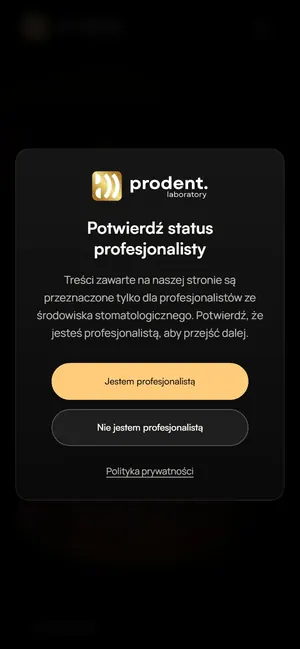 prodent.
laboratory
Potwierdź status
profesjonalisty
Treści zawarte na naszej stronie są
przeznaczone tylko dla profesjonalistów ze
środowiska stomatologicznego. Potwierdź, że
jesteś profesjonalistą, aby przejść dalej.
Jestem profesjonalistą
Nie jestem profesjonalistą
Polityka prywatności